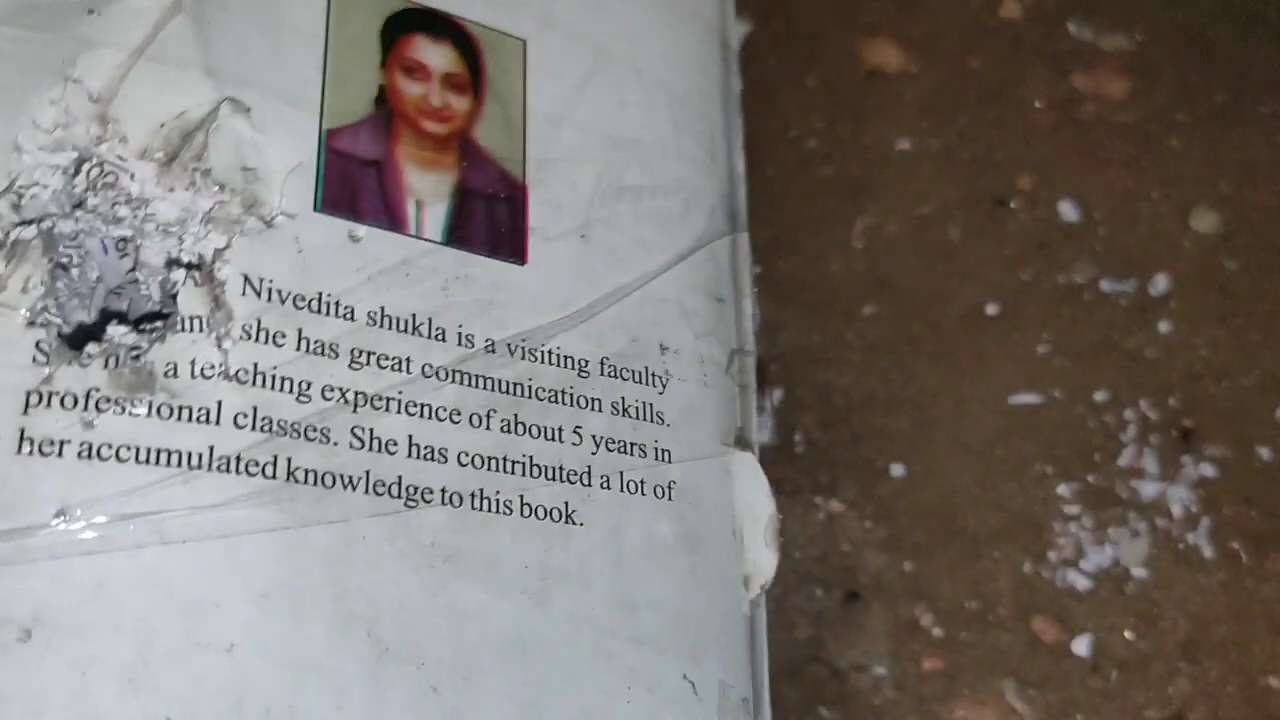 Nivedita shukla is a visiting faculty
she has great communication skills.
a teaching experience of about 5 years in
professional classes. She has contributed a lot of
her accumulated knowledge to this book.